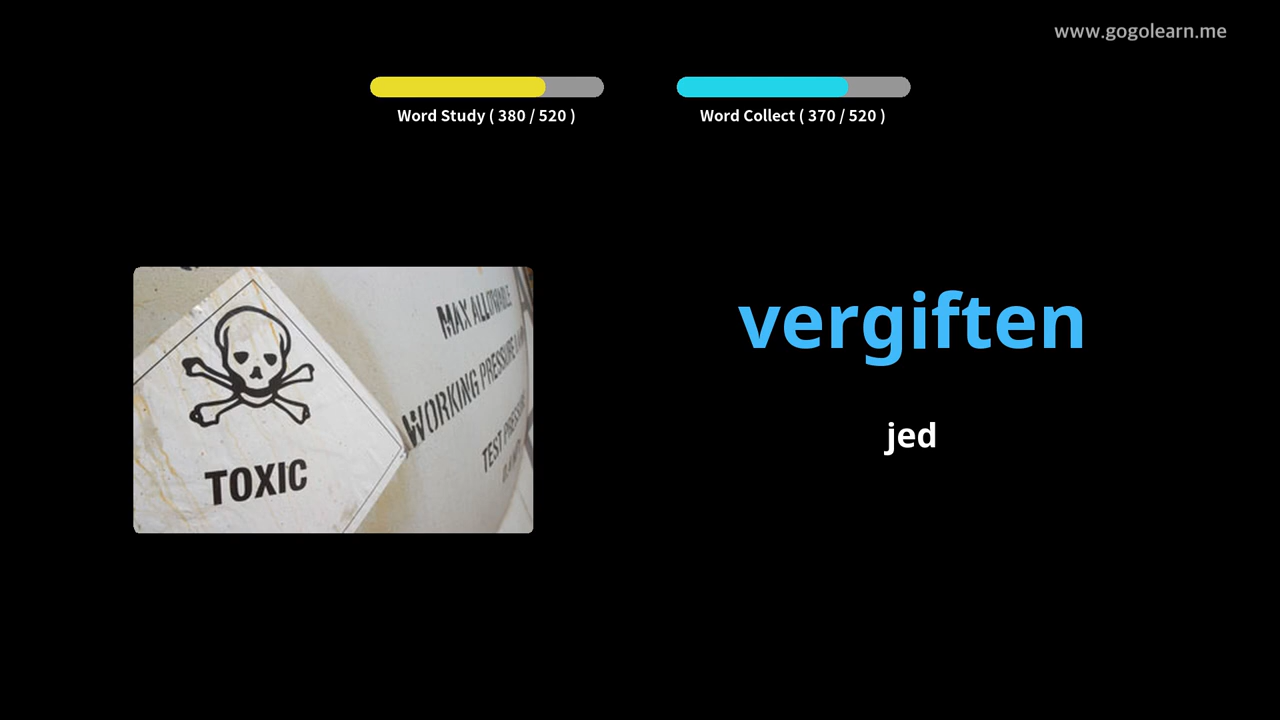 www.gogolearn.me
Word Study ( 380 / 520 )
Word Collect ( 370 / 520 )
MAX ALLOWABLE
WORKING PRESSURE
TEST PRESSURE
TOXIC
vergiften
jed